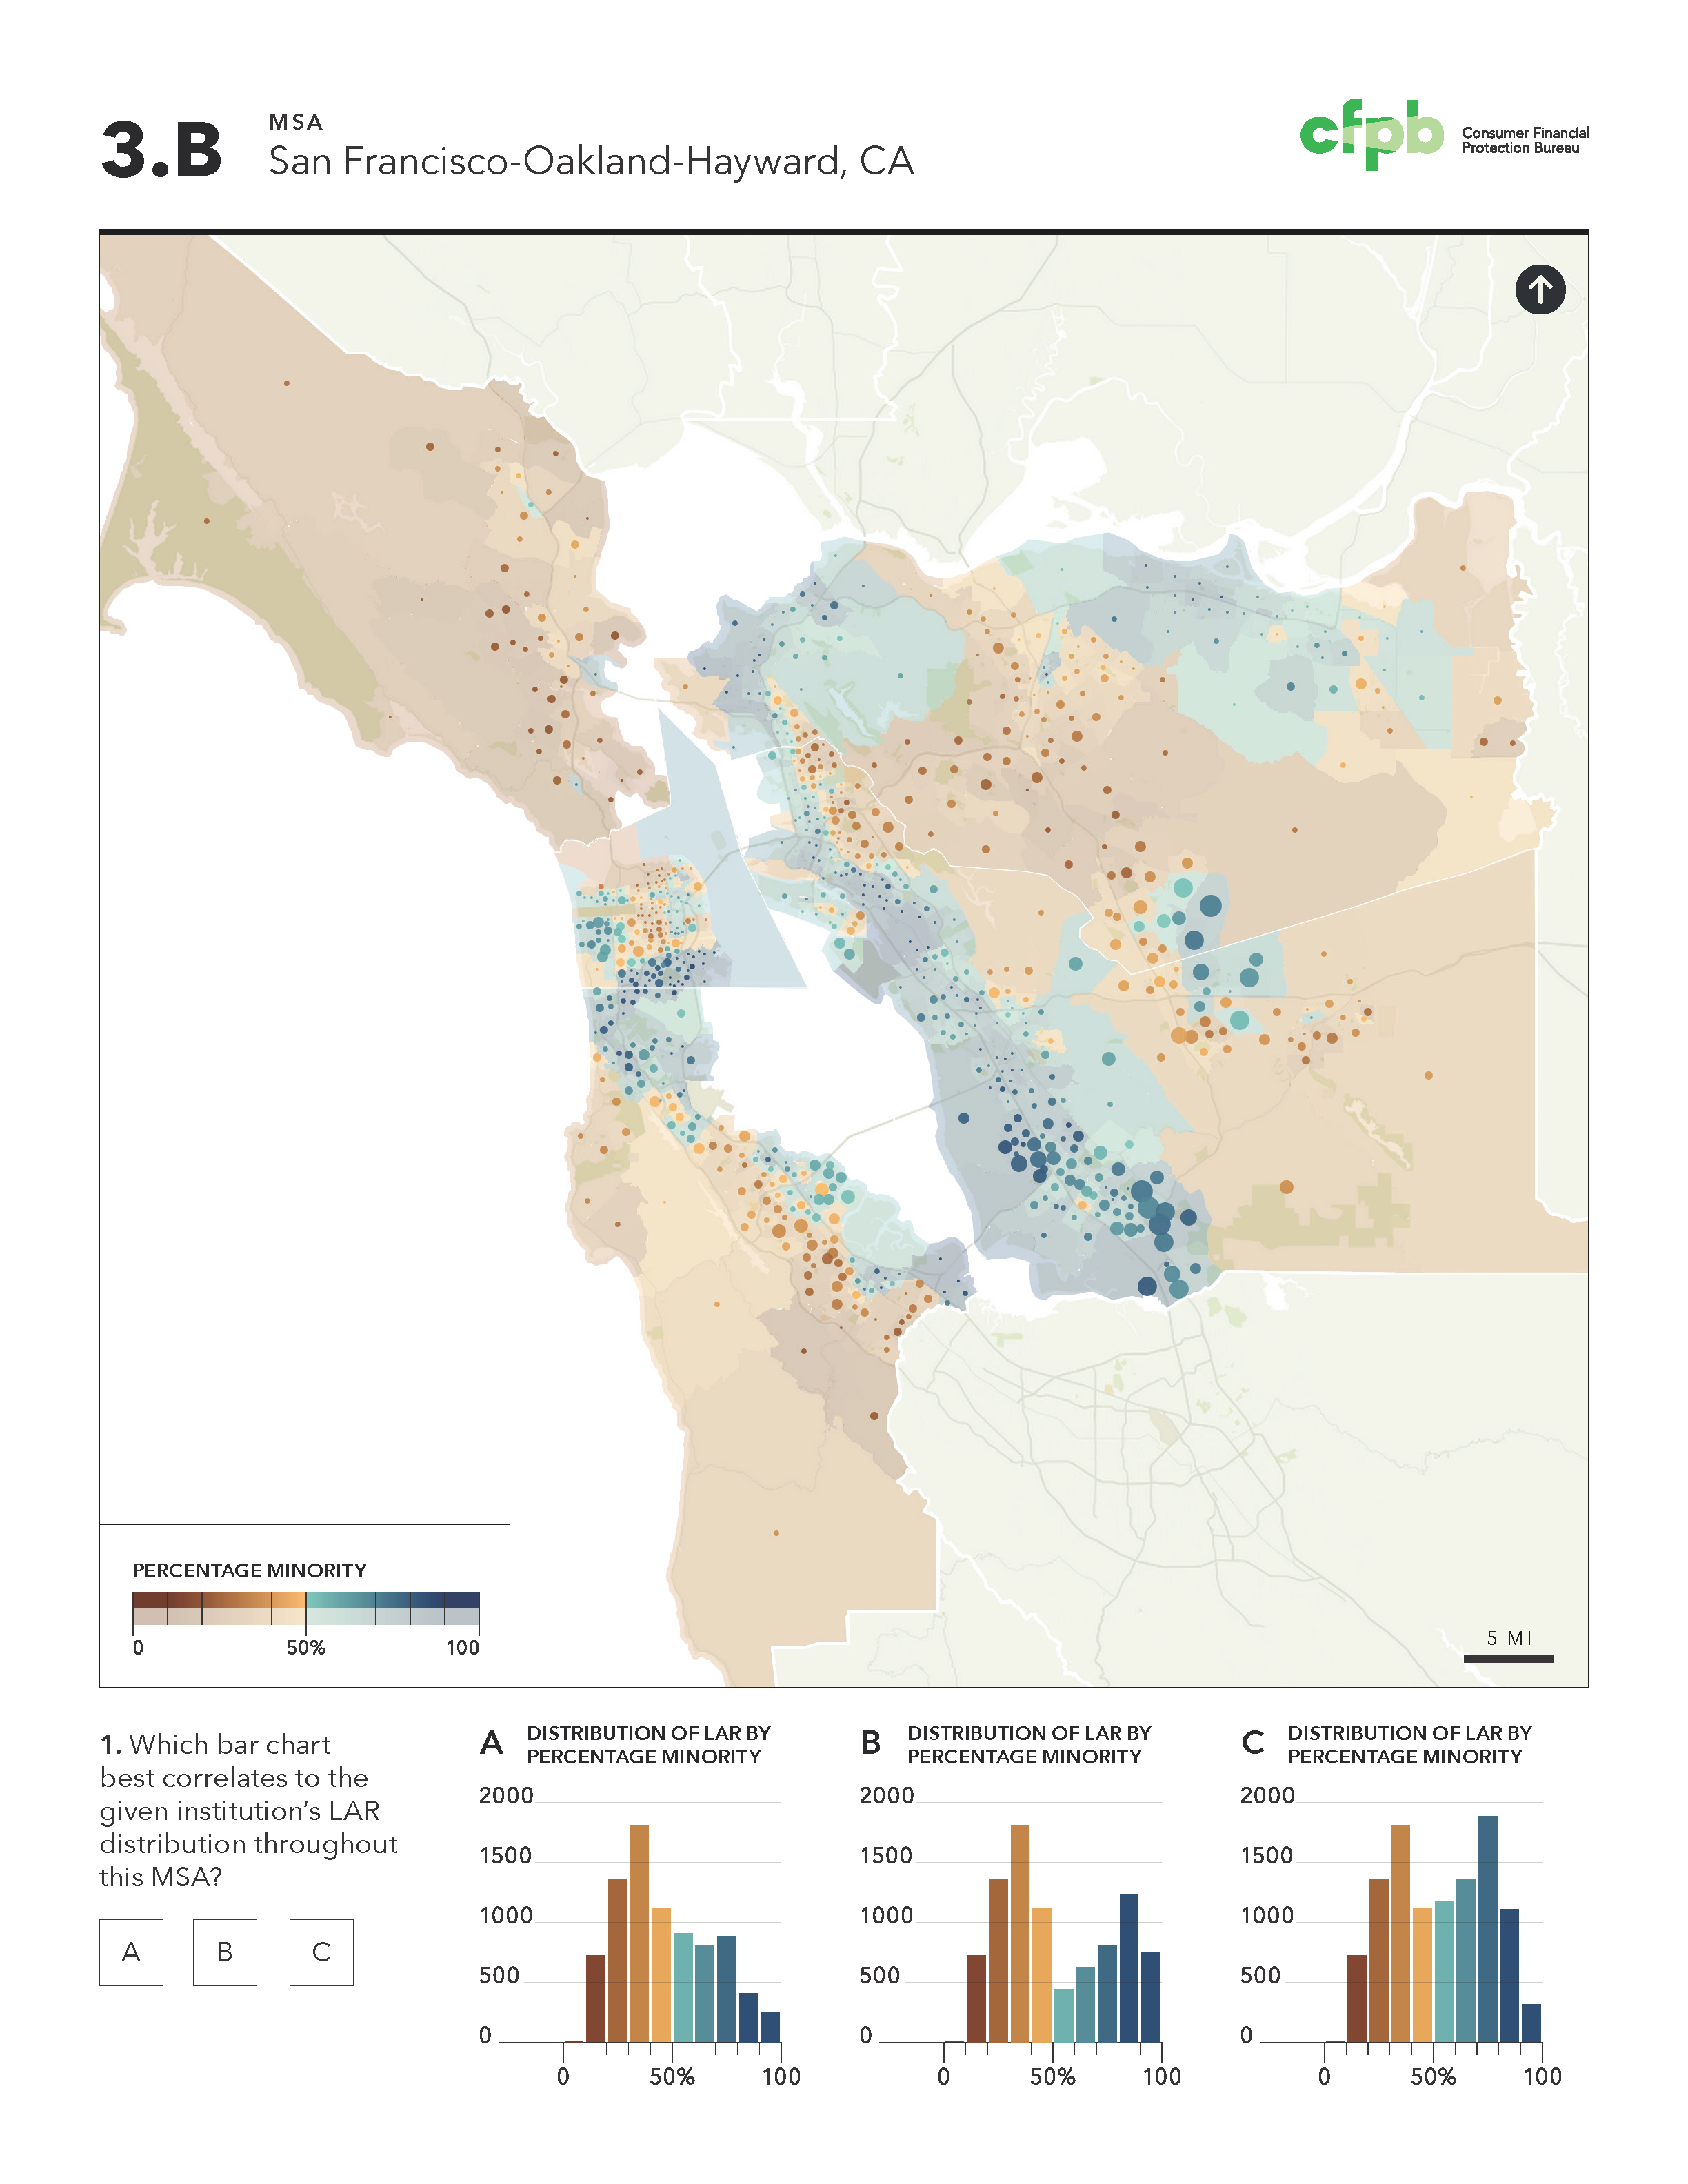 3.B
MSA
San Francisco-Oakland-Hayward, CA
cfpb
Consumer Financial
Protection Bureau
PERCENTAGE MINORITY
0 50% 100
5 MI
1. Which bar chart
best correlates to the
given institution’s LAR
distribution throughout
this MSA?
A B C
A DISTRIBUTION OF LAR BY
PERCENTAGE MINORITY
2000
1500
1000
500
0
0 50% 100
B DISTRIBUTION OF LAR BY
PERCENTAGE MINORITY
2000
1500
1000
500
0
0 50% 100
C DISTRIBUTION OF LAR BY
PERCENTAGE MINORITY
2000
1500
1000
500
0
0 50% 100